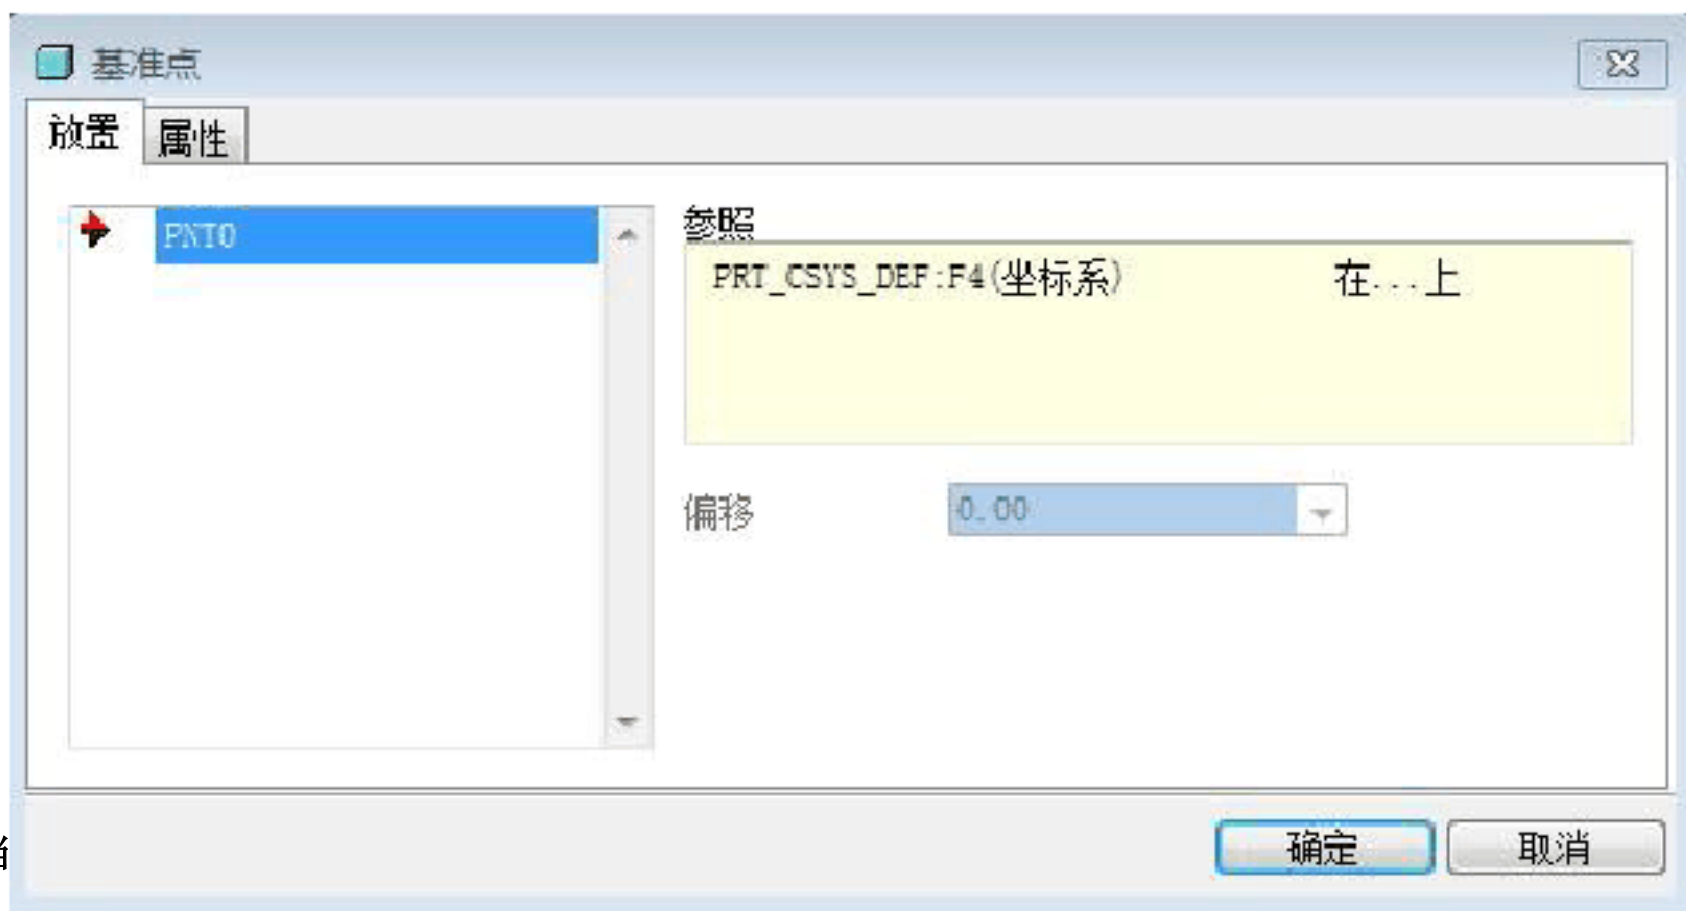 基准点
放置 属性
PNT0
参照
PRT_CSYS_DEF:F4(坐标系) 在...上
偏移 0.00
确定 取消